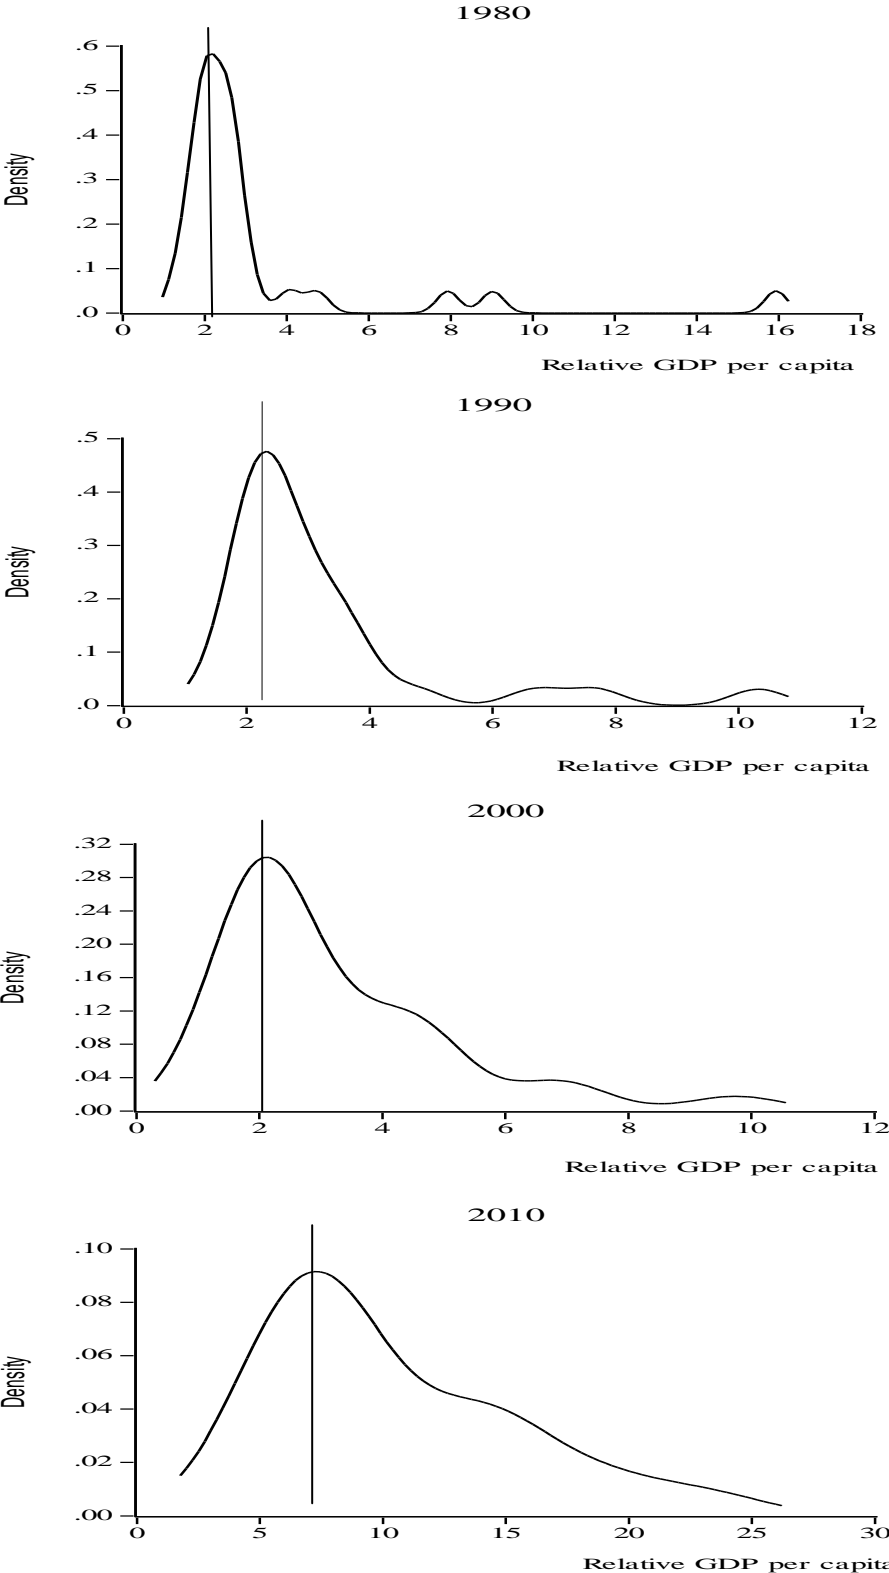 1980
.6
.5
.4
.3
.2
.1
.0
Density
0 2 4 6 8 10 12 14 16 18
Relative GDP per capita
1990
.5
.4
.3
.2
.1
.0
Density
0 2 4 6 8 10 12
Relative GDP per capita
2000
.32
.28
.24
.20
.16
.12
.08
.04
.00
Density
0 2 4 6 8 10 12
Relative GDP per capita
2010
.10
.08
.06
.04
.02
.00
Density
0 5 10 15 20 25 30
Relative GDP per capita